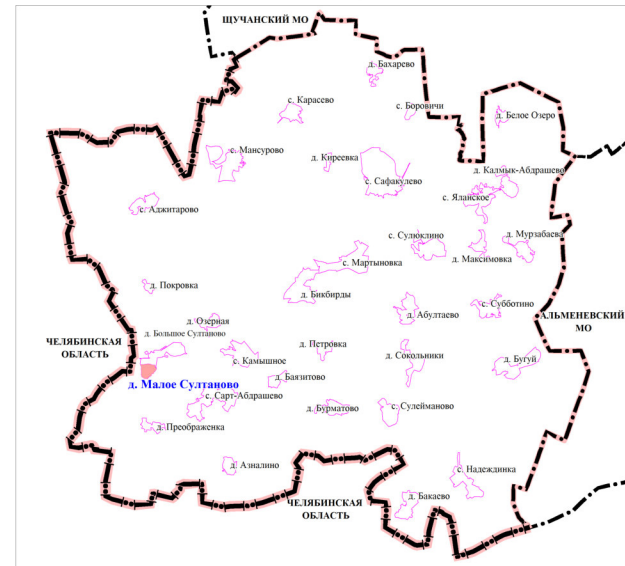 ЩУЧАНСКИЙ МО
д. Бахарево
с. Карасево
с. Боровичи
д. Белое Озеро
с. Мансурово
д. Киреевка
д. Калмык-Абдрашево
с. Сафакулево
с. Яланское
с. Аджитарово
с. Сулюклино
д. Мурзабаева
д. Максимовка
с. Мартыновка
д. Покровка
д. Бикбирды
с. Субботино
д. Абултаево
АЛЬМЕНЕВСКИЙ
МО
д. Озерная
д. Большое Султаново
ЧЕЛЯБИНСКАЯ
ОБЛАСТЬ
д. Петровка
с. Камышное
д. Сокольники
д. Бугуй
д. Баязитово
д. Малое Султаново
с. Сарт-Абдрашево
д. Бурматово
с. Сулейманово
д. Преображенка
д. Азналино
с. Надеждинка
д. Бакаево
ЧЕЛЯБИНСКАЯ
ОБЛАСТЬ